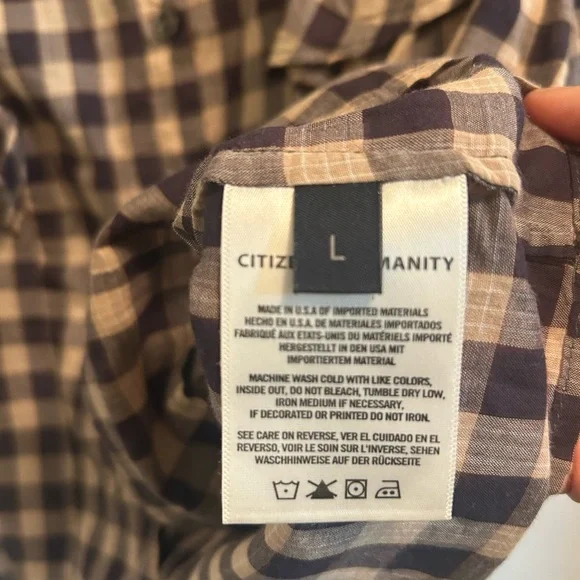 L
CITIZE MANITY
MADE IN U.S.A OF IMPORTED MATERIALS
HECHO EN U.S.A. DE MATERIALES IMPORTADOS
FABRIQUÉ AUX ETATS-UNIS DU MATIÈRES IMPORTÉ
HERGESTELLT IN DEN USA MIT
IMPORTIERTEM MATERIAL
MACHINE WASH COLD WITH LIKE COLORS,
INSIDE OUT, DO NOT BLEACH, TUMBLE DRY LOW,
IRON MEDIUM IF NECESSARY,
IF DECORATED OR PRINTED DO NOT IRON.
SEE CARE ON REVERSE, VER EL CUIDADO EN EL
REVERSO, VOIR LE SOIN SUR L'INVERSE, SEHEN
WASCHHINWEISE AUF DER RÜCKSEITE